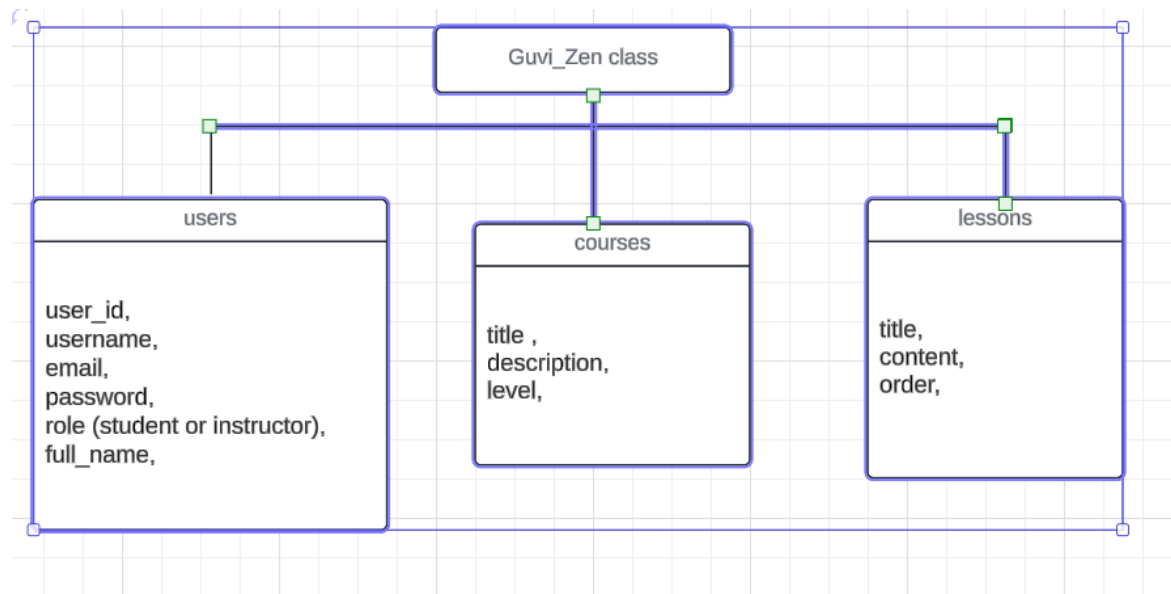 Guvi_Zen class
users
user_id,
username,
email,
password,
role (student or instructor),
full_name,
courses
title ,
description,
level,
lessons
title,
content,
order,